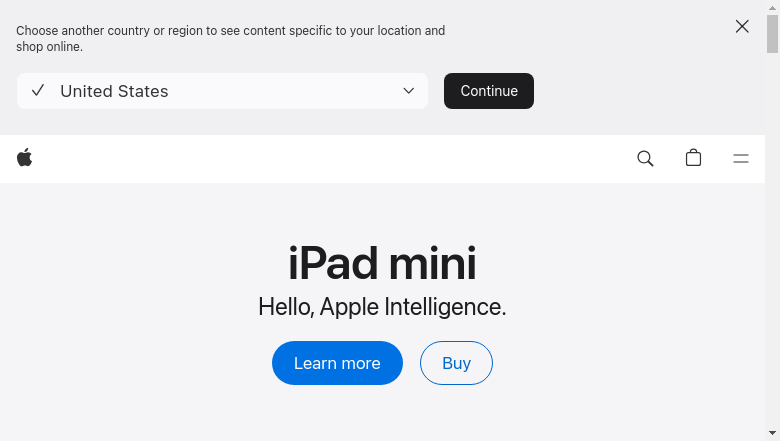 Choose another country or region to see content specific to your location and
shop online.
United States
Continue
iPad mini
Hello, Apple Intelligence.
Learn more
Buy